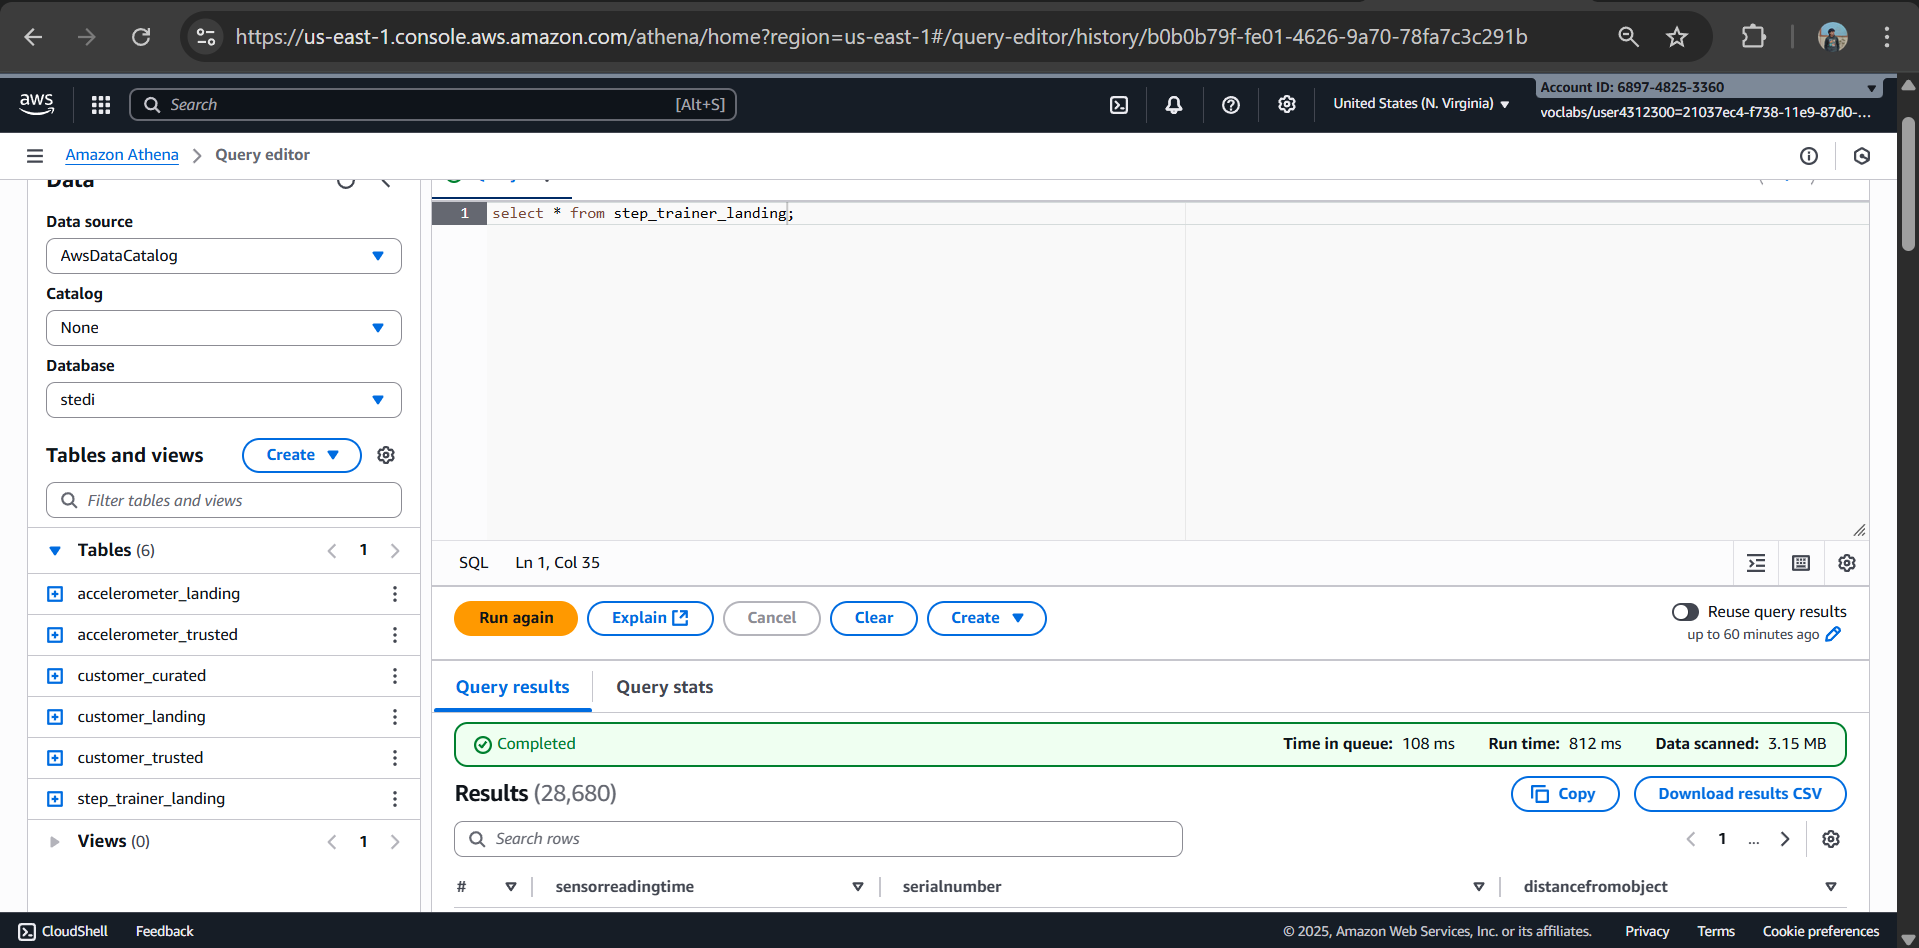 https://us-east-1.console.aws.amazon.com/athena/home?region=us-east-1#/query-editor/history/b0b0b79f-fe01-4626-9a70-78fa7c3c291b
aws
Search
[Alt+S]
United States (N. Virginia)
Account ID: 6897-4825-3360
voclabs/user4312300=21037ec4-f738-11e9-87d0-...
Amazon Athena
Query editor
Data
Data source
AwsDataCatalog
Catalog
None
Database
stedi
Tables and views
Create
Filter tables and views
Tables (6)
1
accelerometer_landing
accelerometer_trusted
customer_curated
customer_landing
customer_trusted
step_trainer_landing
Views (0)
1
1
select * from step_trainer_landing;
SQL
Ln 1, Col 35
Run again
Explain
Cancel
Clear
Create
Reuse query results
up to 60 minutes ago
Query results
Query stats
Completed
Time in queue: 108 ms
Run time: 812 ms
Data scanned: 3.15 MB
Results (28,680)
Copy
Download results CSV
Search rows
1
...
#
sensorreadingtime
serialnumber
distancefromobject
CloudShell
Feedback
© 2025, Amazon Web Services, Inc. or its affiliates.
Privacy
Terms
Cookie preferences